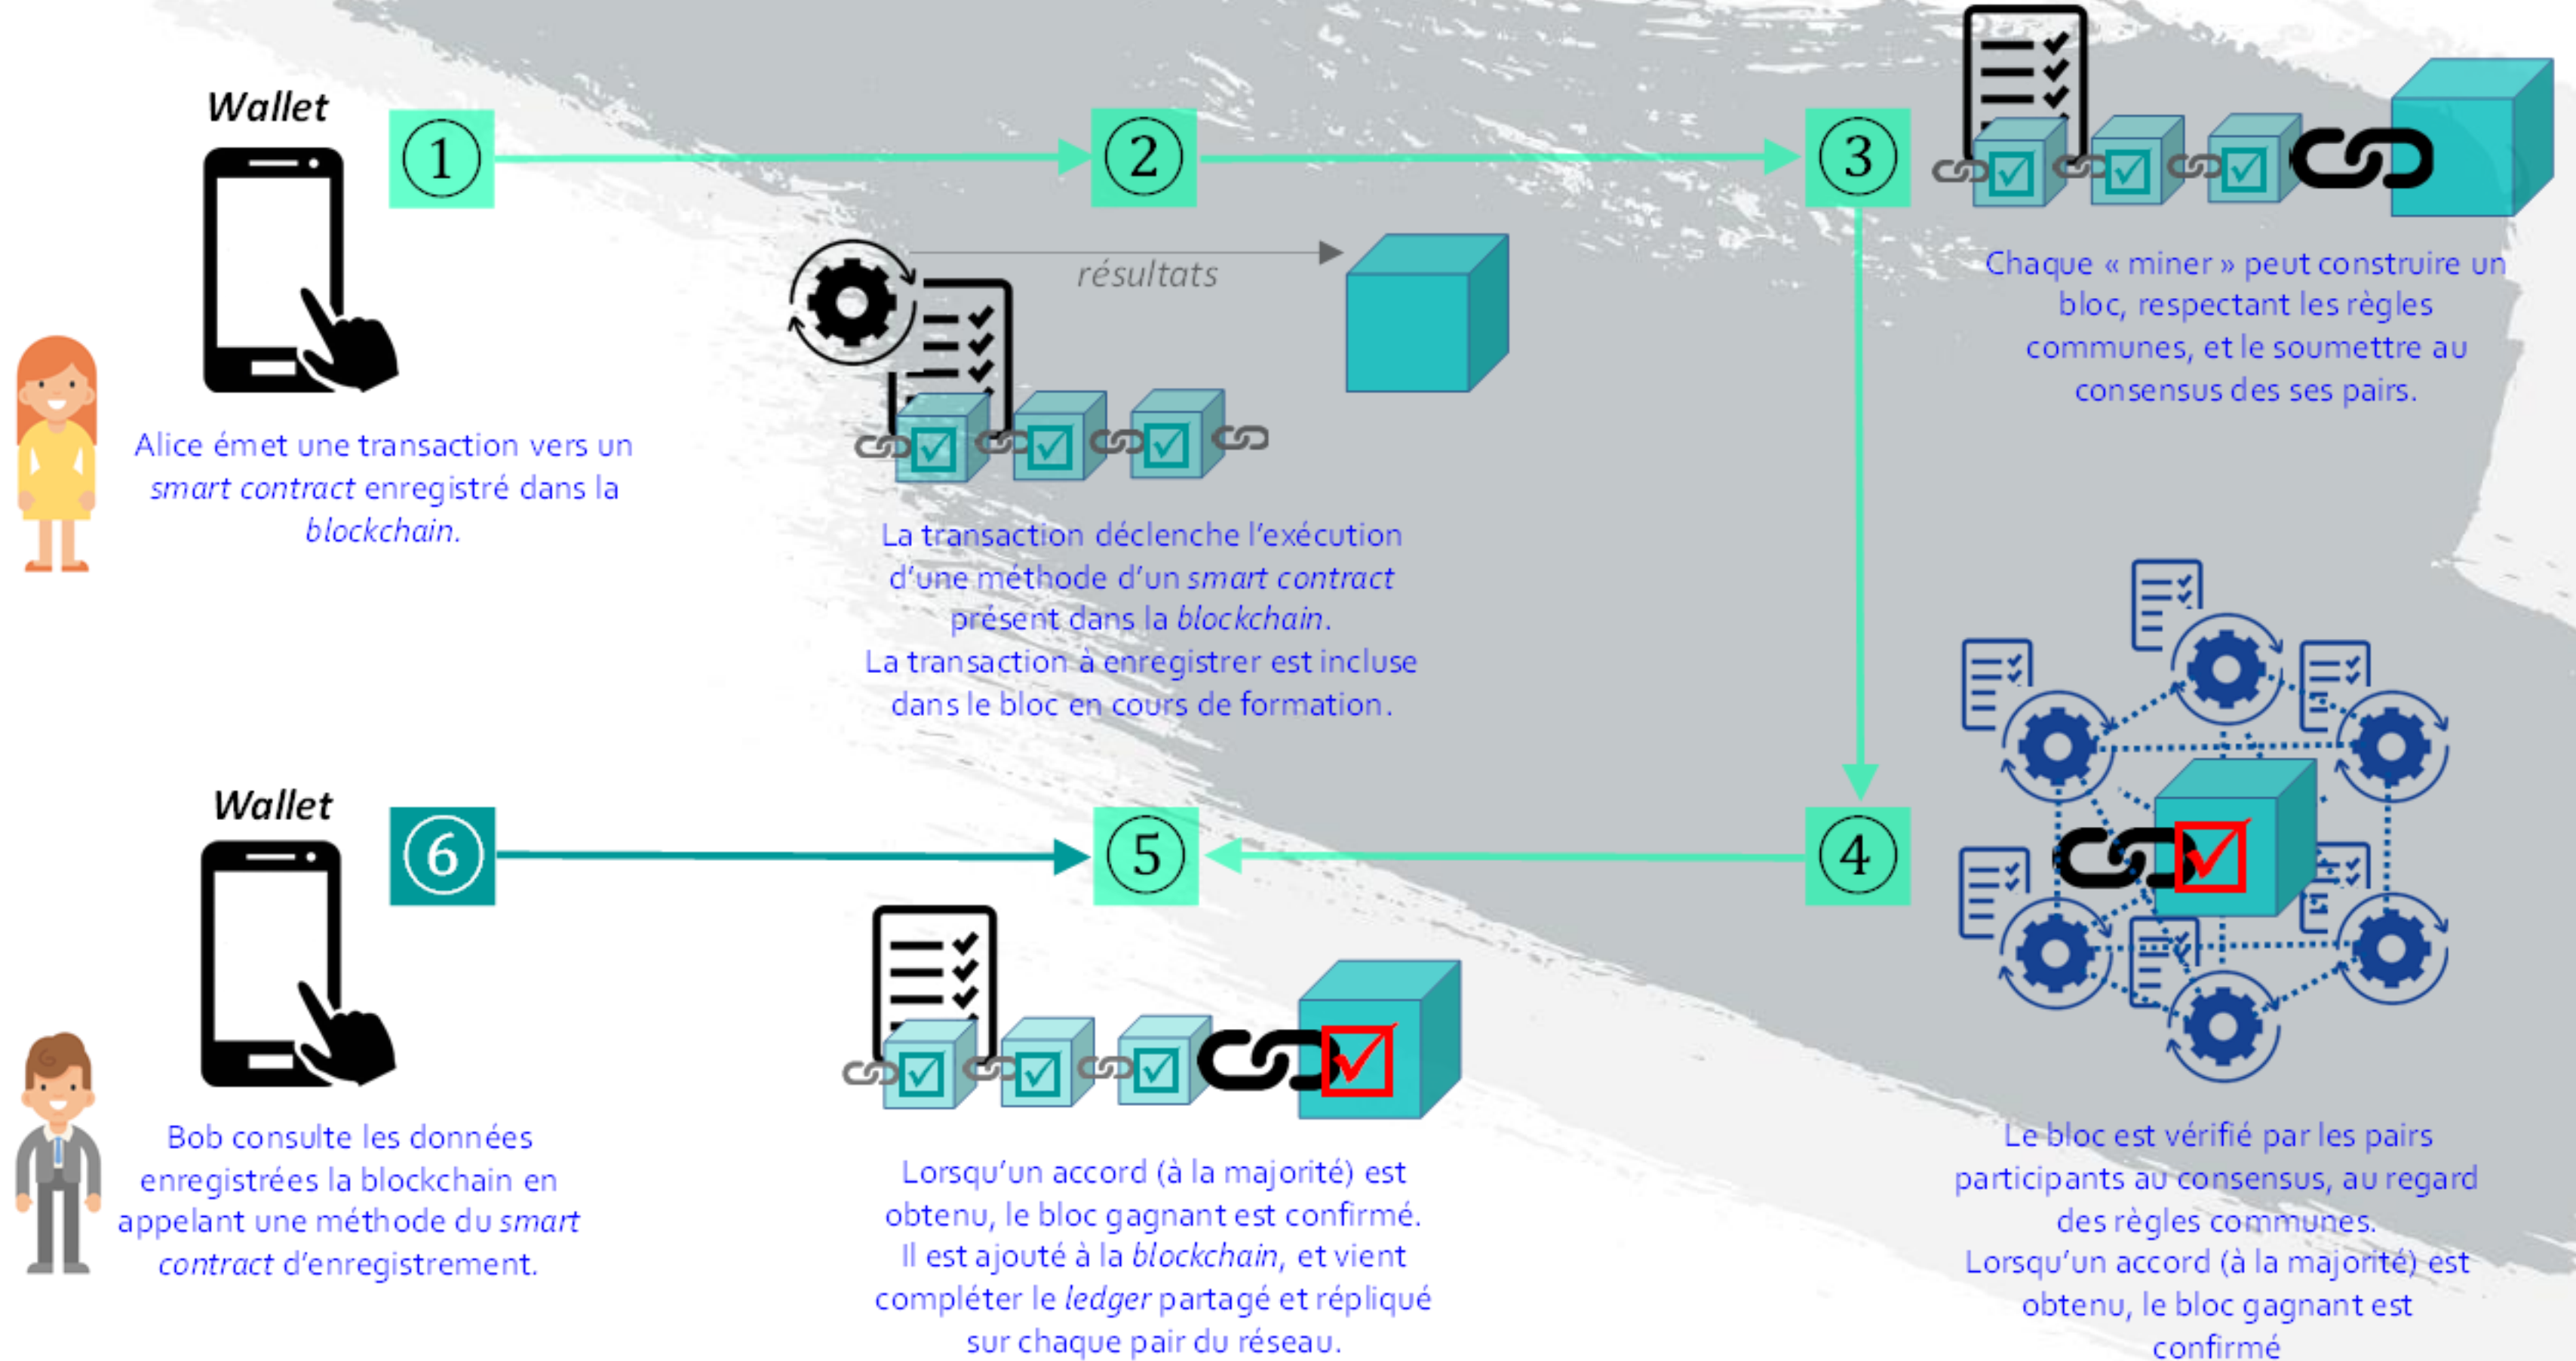 Wallet
①
Alice émet une transaction vers un
smart contract enregistré dans la
blockchain.
②
résultats
La transaction déclenche l'exécution
d'une méthode d'un smart contract
présent dans la blockchain.
La transaction à enregistrer est incluse
dans le bloc en cours de formation.
③
Chaque « miner » peut construire un
bloc, respectant les règles
communes, et le soumettre au
consensus des ses pairs.
④
Le bloc est vérifié par les pairs
participants au consensus, au regard
des règles communes.
Lorsqu'un accord (à la majorité) est
obtenu, le bloc gagnant est
confirmé
⑤
Lorsqu'un accord (à la majorité) est
obtenu, le bloc gagnant est confirmé.
Il est ajouté à la blockchain, et vient
compléter le ledger partagé et répliqué
sur chaque pair du réseau.
Wallet
⑥
Bob consulte les données
enregistrées la blockchain en
appelant une méthode du smart
contract d'enregistrement.